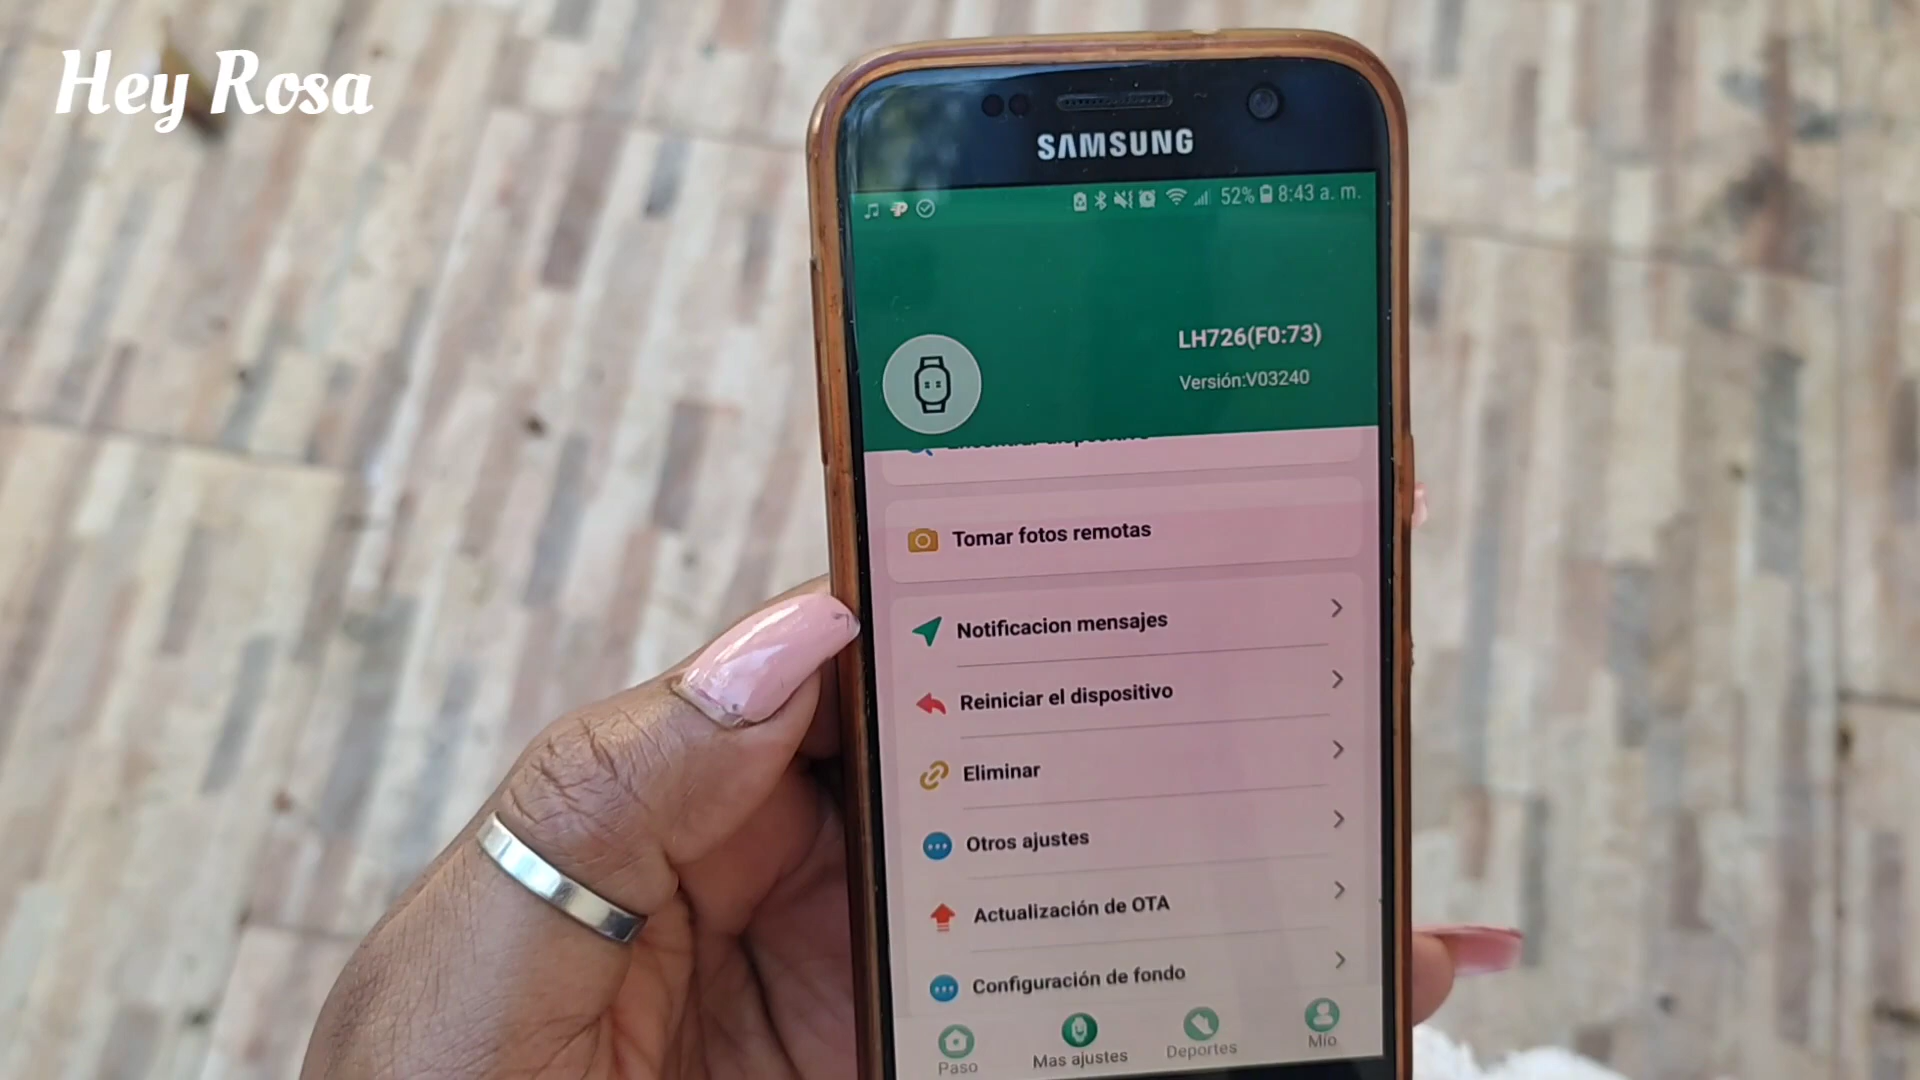 Hey Rosa
SAMSUNG
52% 8:43 a. m.
LH726(F0:73)
Versión:V03240
Tomar fotos remotas
Notificacion mensajes
Reiniciar el dispositivo
Eliminar
Otros ajustes
Actualización de OTA
Configuración de fondo
Paso
Mas ajustes
Deportes
Mío